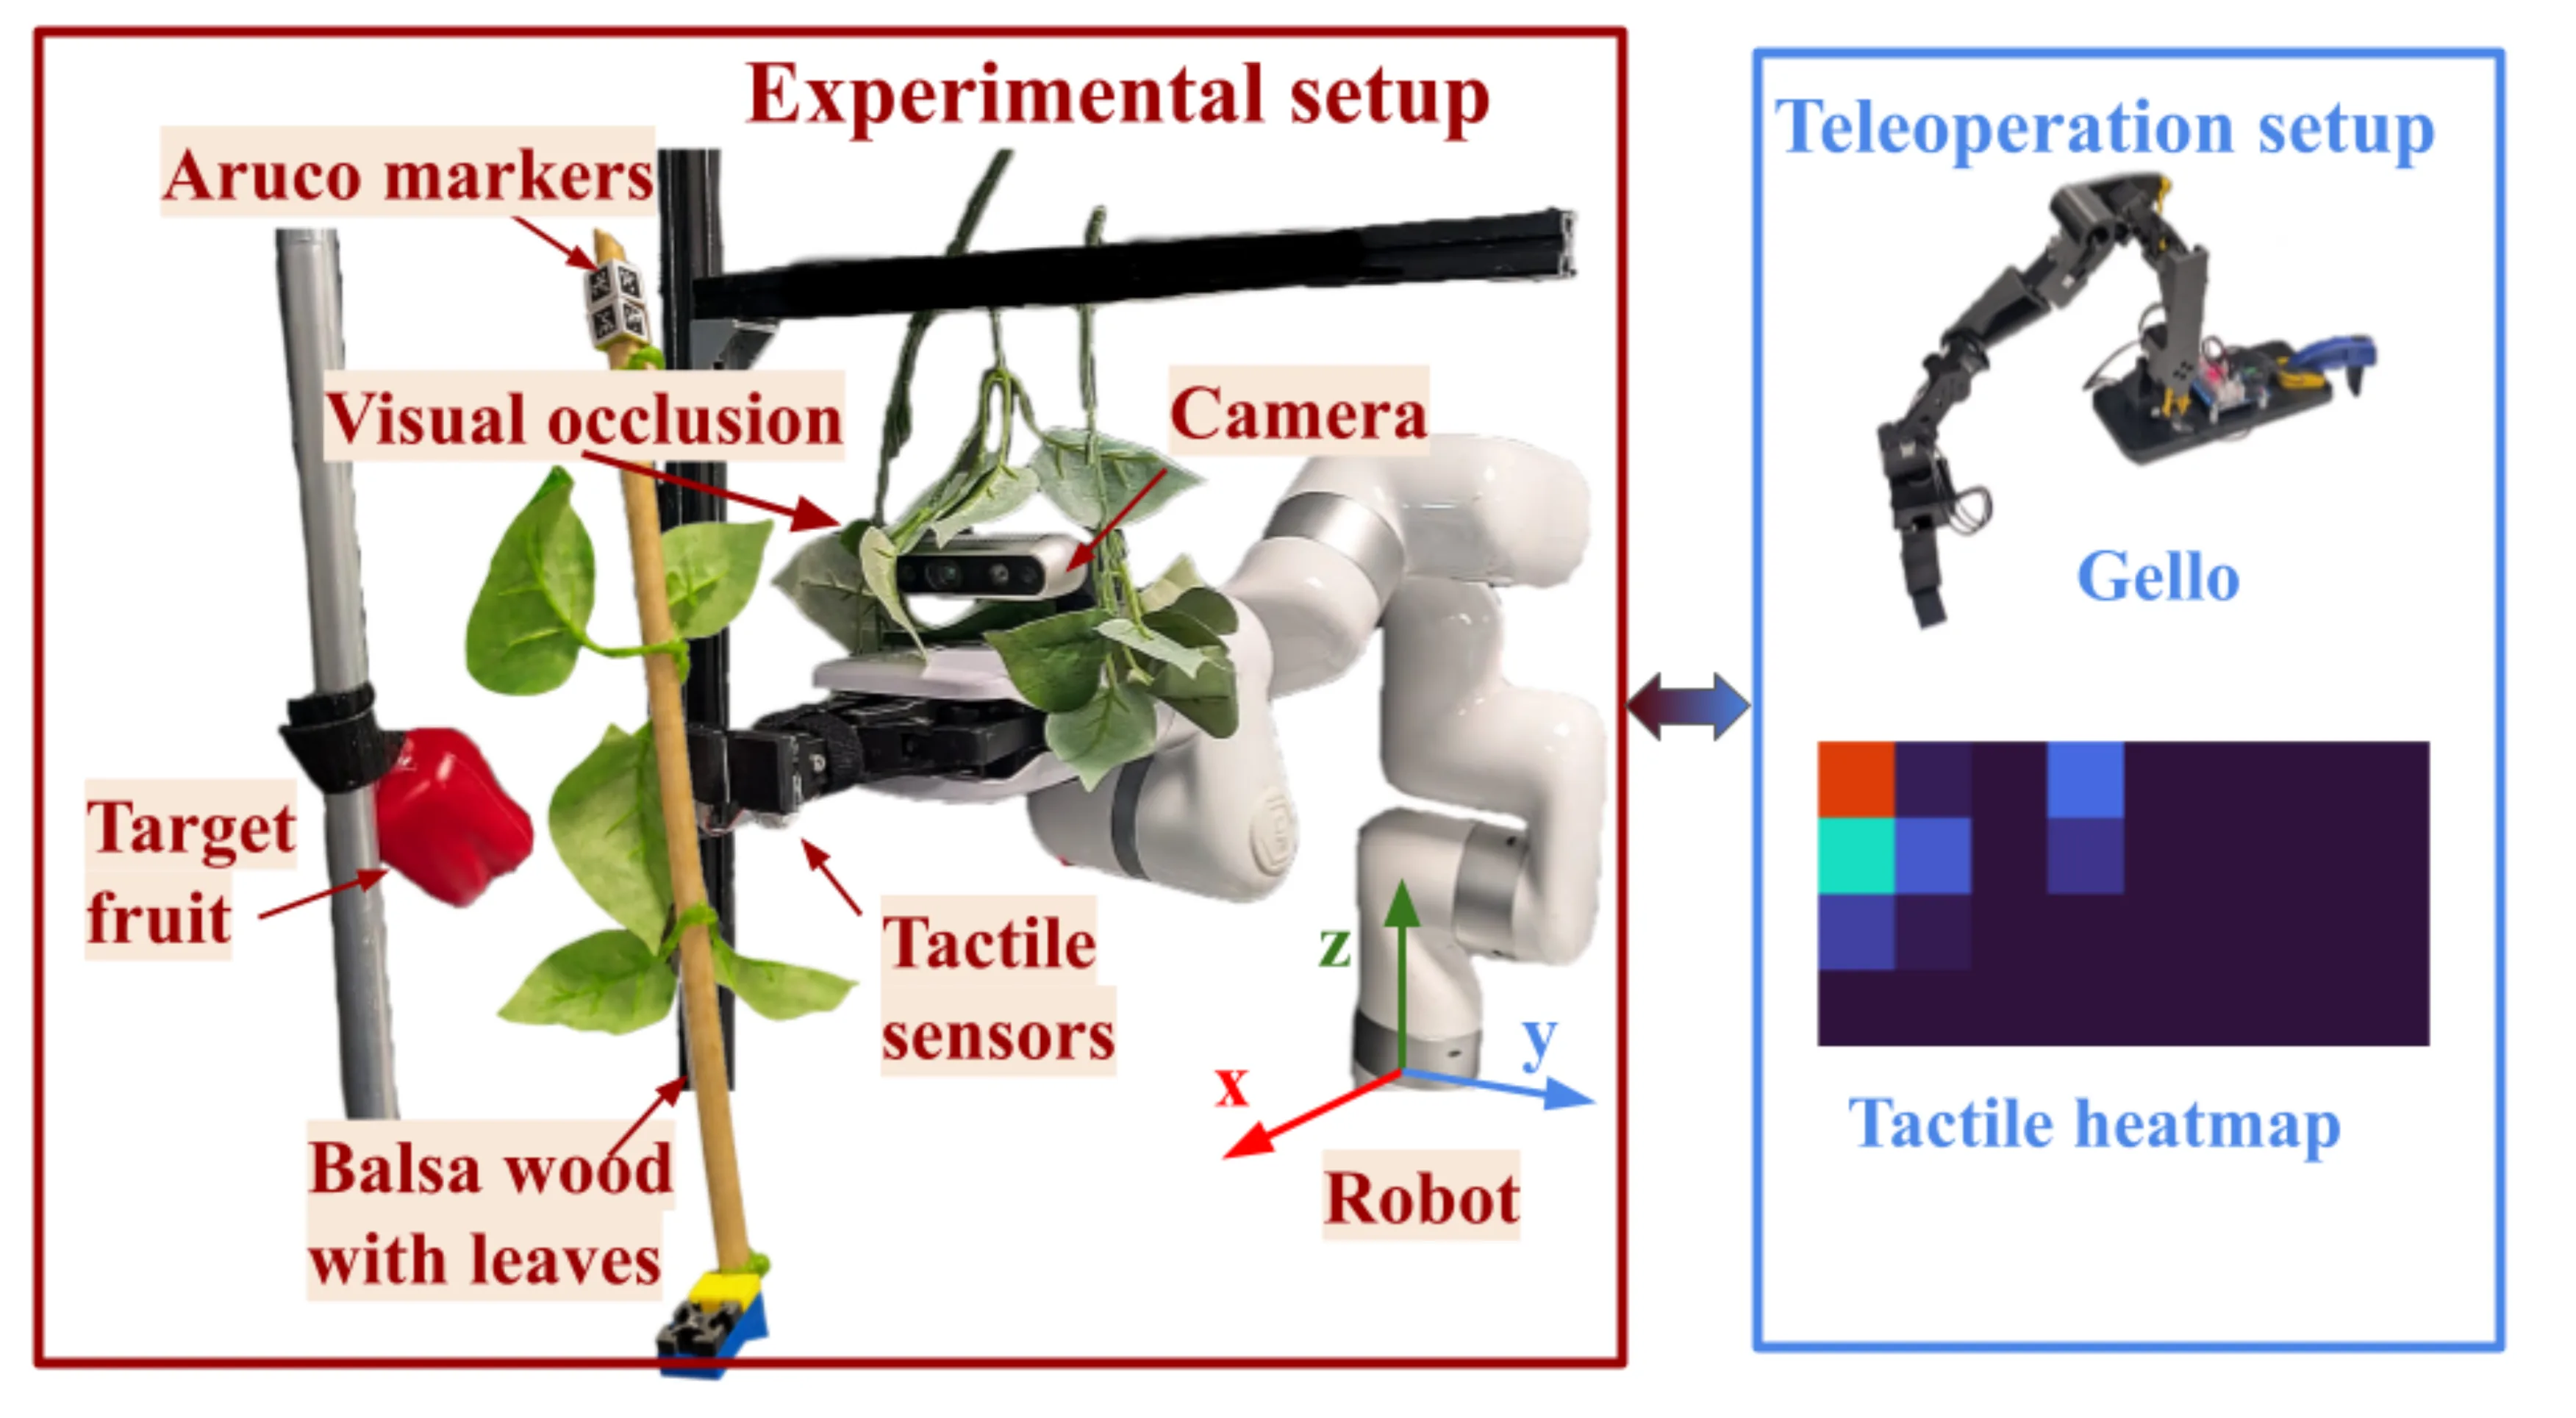 Experimental setup
Aruco markers
Visual occlusion
Camera
Target
fruit
Tactile
sensors
Balsa wood
with leaves
z
y
x
Robot
Teleoperation setup
Gello
Tactile heatmap